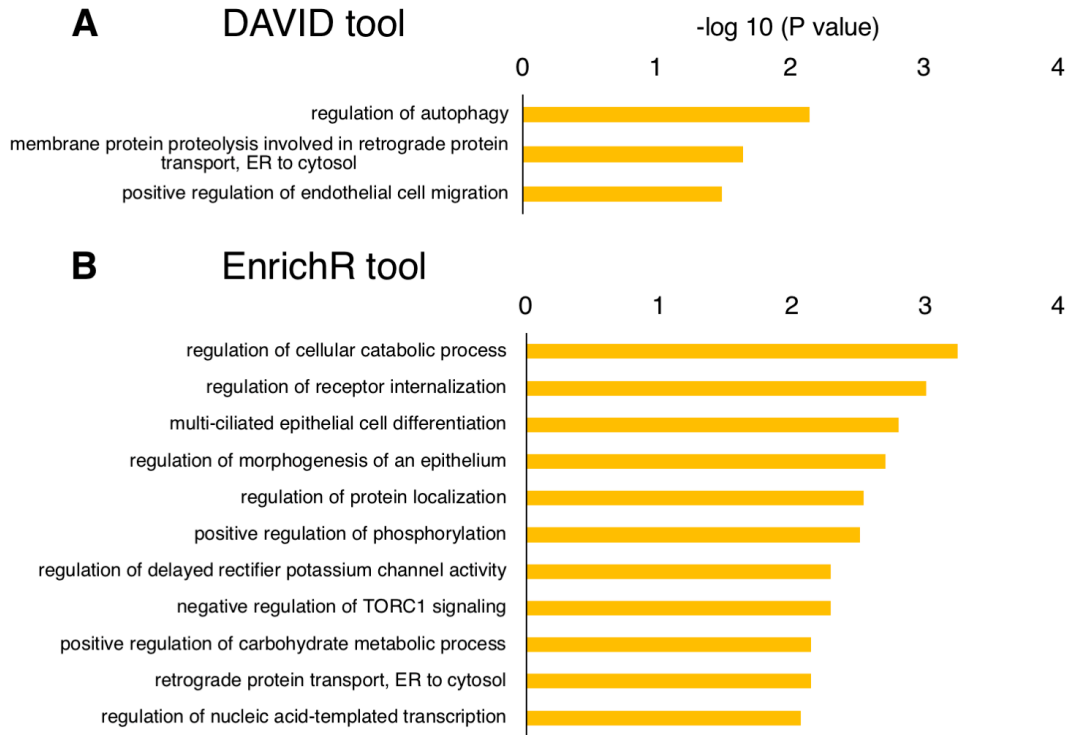 A DAVID tool
-log 10 (P value)
0 1 2 3 4
regulation of autophagy
membrane protein proteolysis involved in retrograde protein
transport, ER to cytosol
positive regulation of endothelial cell migration
B EnrichR tool
0 1 2 3 4
regulation of cellular catabolic process
regulation of receptor internalization
multi-ciliated epithelial cell differentiation
regulation of morphogenesis of an epithelium
regulation of protein localization
positive regulation of phosphorylation
regulation of delayed rectifier potassium channel activity
negative regulation of TORC1 signaling
positive regulation of carbohydrate metabolic process
retrograde protein transport, ER to cytosol
regulation of nucleic acid-templated transcription